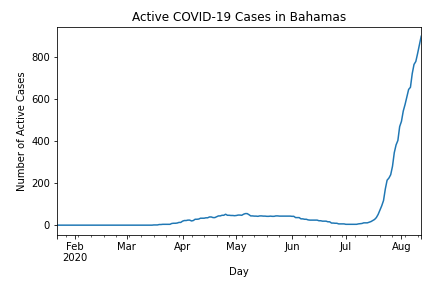 Active COVID-19 Cases in Bahamas
Number of Active Cases
800
600
400
200
0
Feb Mar Apr May Jun Jul Aug
2020
Day